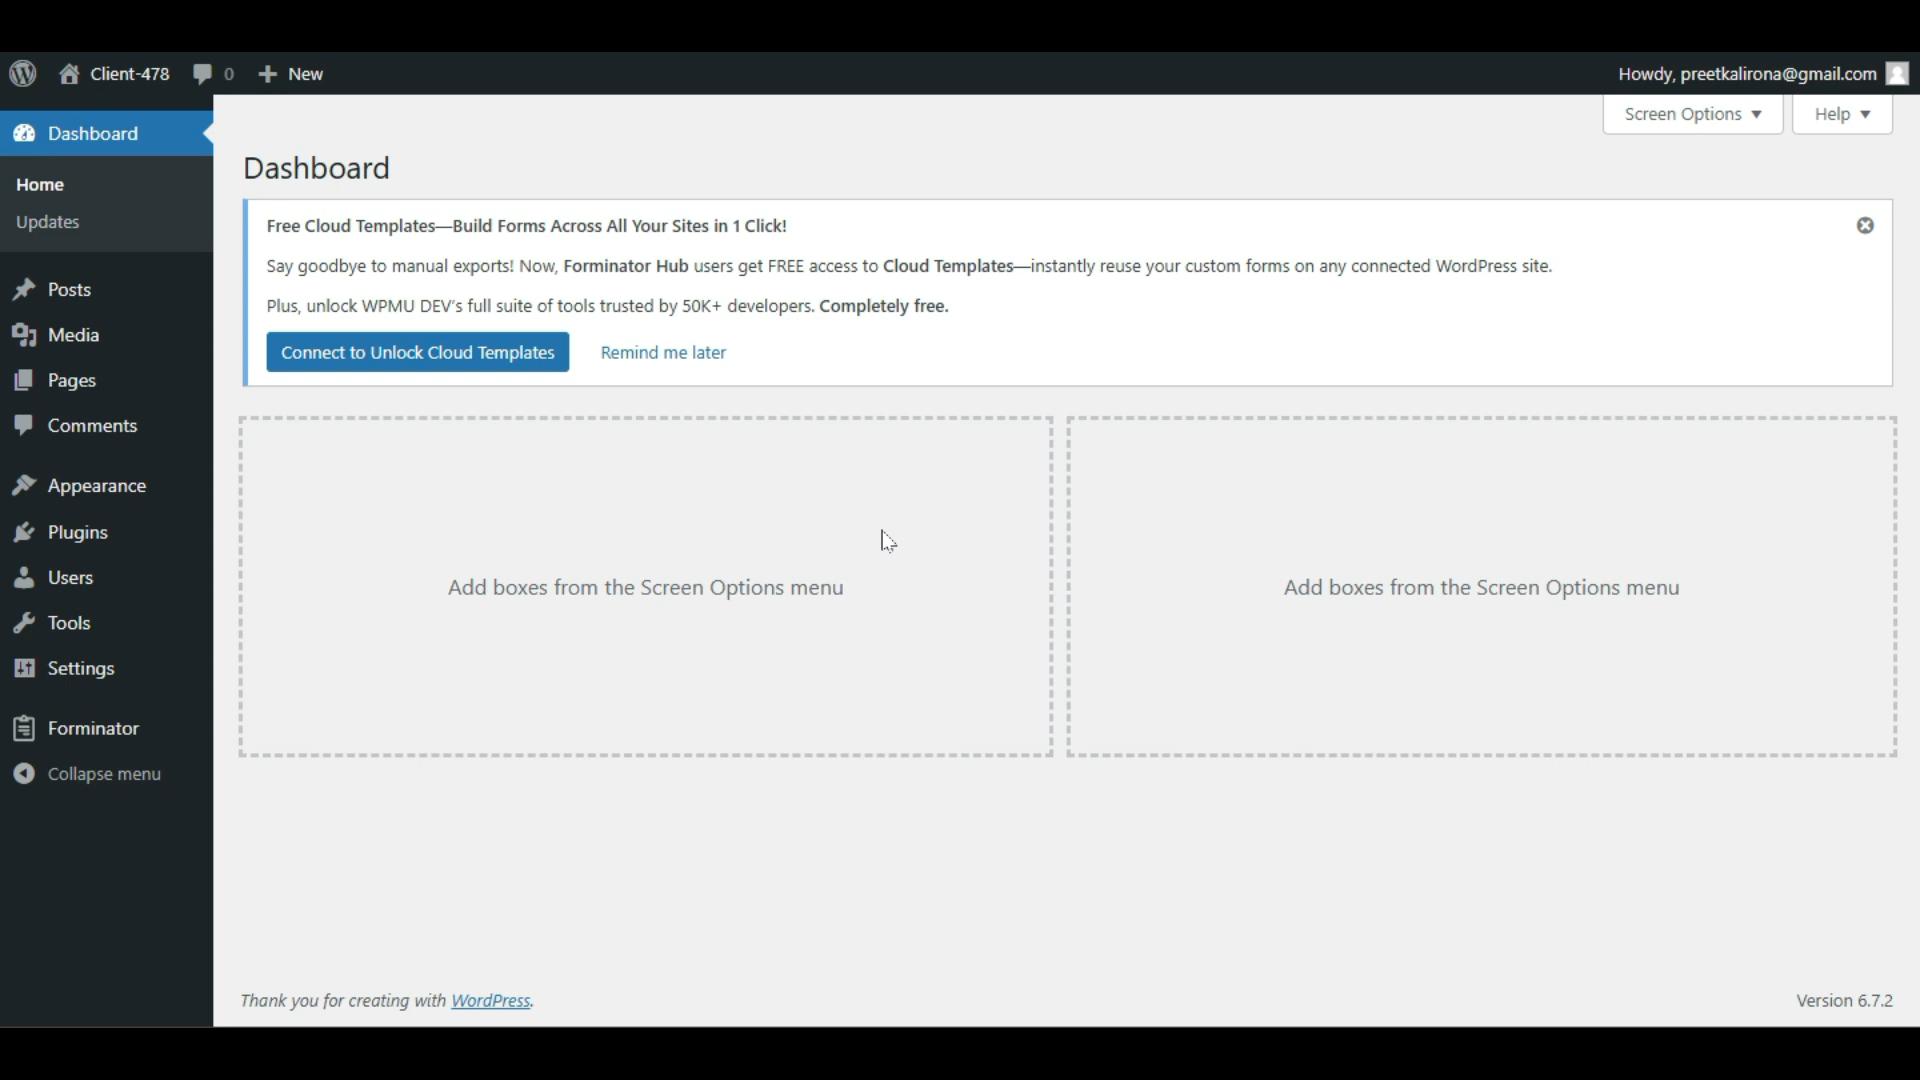 Client-478 0 New Howdy, preetkalirona@gmail.com
Screen Options Help
Dashboard
Home
Updates
Posts
Media
Pages
Comments
Appearance
Plugins
Users
Tools
Settings
Forminator
Collapse menu
Dashboard
Free Cloud Templates—Build Forms Across All Your Sites in 1 Click!
Say goodbye to manual exports! Now, Forminator Hub users get FREE access to Cloud Templates—instantly reuse your custom forms on any connected WordPress site.
Plus, unlock WPMU DEV's full suite of tools trusted by 50K+ developers. Completely free.
Connect to Unlock Cloud Templates Remind me later
Add boxes from the Screen Options menu
Add boxes from the Screen Options menu
Thank you for creating with WordPress.
Version 6.7.2